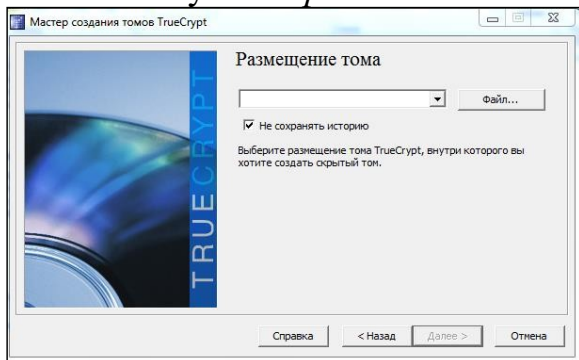 Мастер создания томов TrueCrypt
Размещение тома
Файл...
Не сохранять историю
Выберите размещение тома TrueCrypt, внутри которого вы
хотите создать скрытый том.
TRUECRYPT
Справка
< Назад
Далее >
Отмена